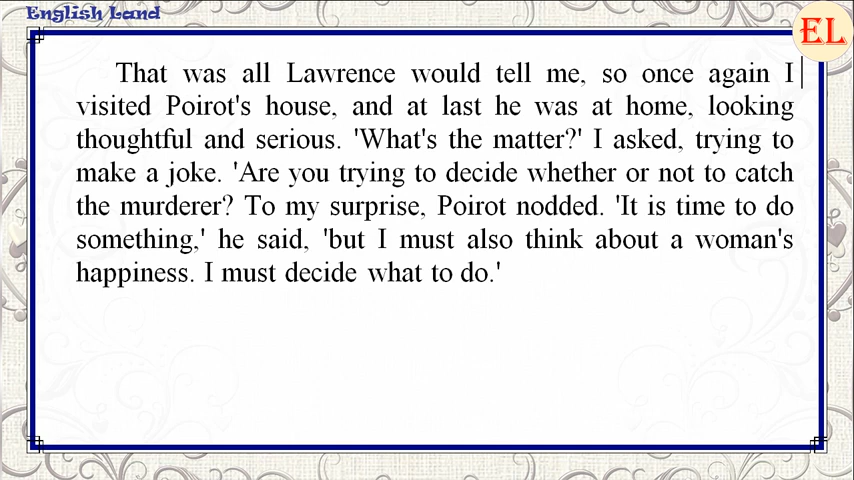 English Land
EL
That was all Lawrence would tell me, so once again I
visited Poirot's house, and at last he was at home, looking
thoughtful and serious. 'What's the matter?' I asked, trying to
make a joke. 'Are you trying to decide whether or not to catch
the murderer? To my surprise, Poirot nodded. 'It is time to do
something,' he said, 'but I must also think about a woman's
happiness. I must decide what to do.'